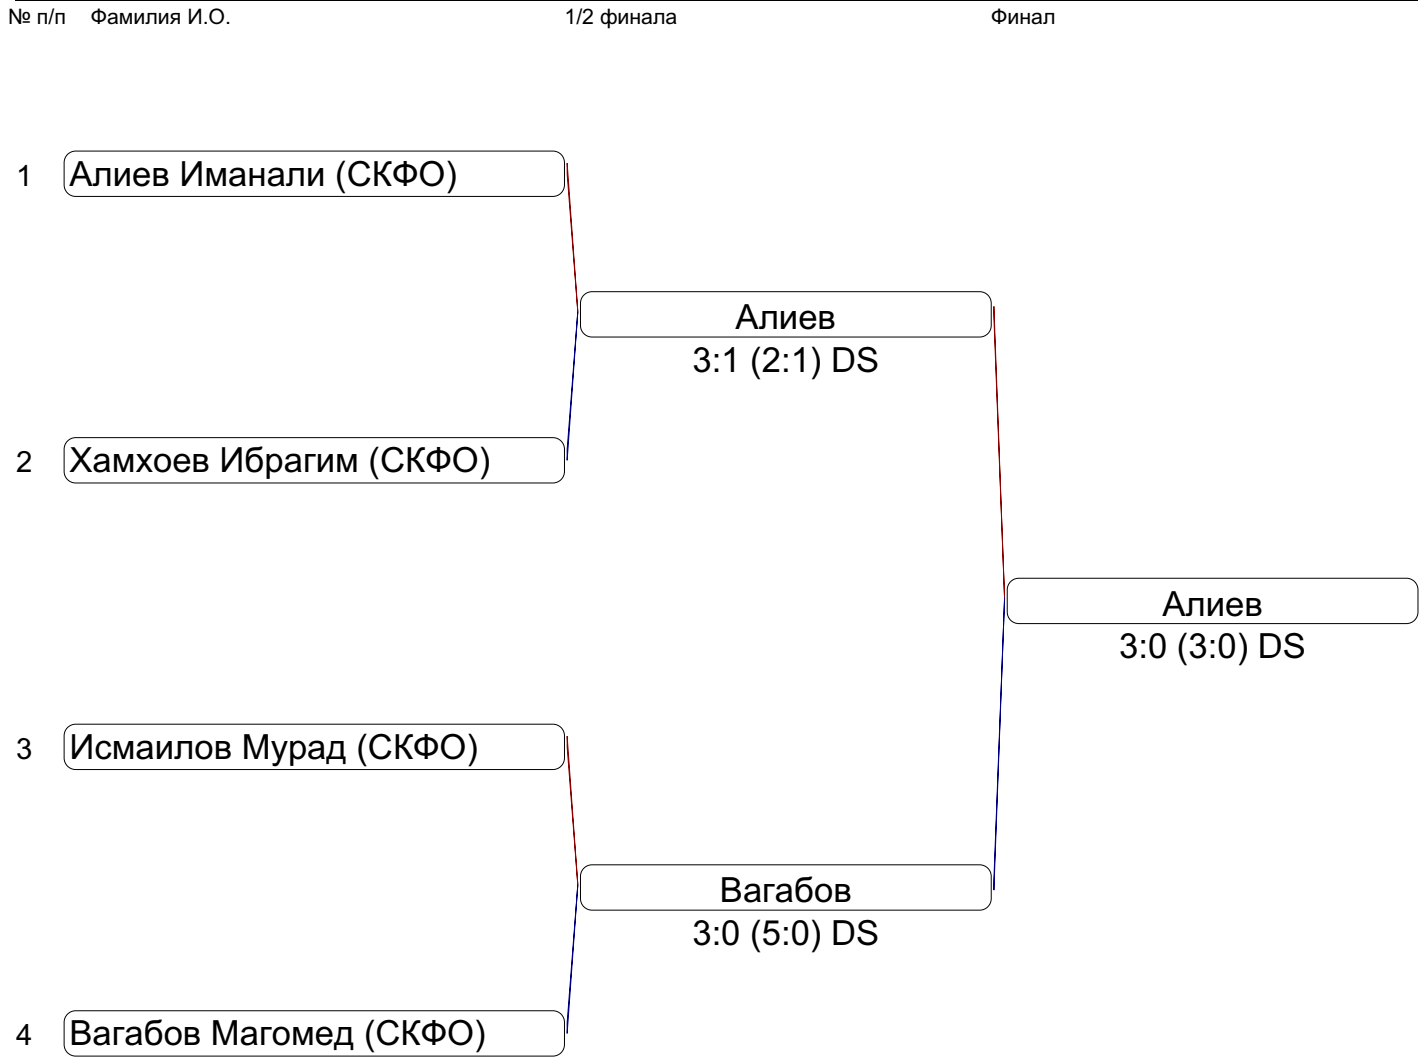 № п/п Фамилия И.О. 1/2 финала Финал
1 Алиев Иманали (СКФО)
Алиев
3:1 (2:1) DS
2 Хамхоев Ибрагим (СКФО)
Алиев
3:0 (3:0) DS
3 Исмаилов Мурад (СКФО)
Вагабов
3:0 (5:0) DS
4 Вагабов Магомед (СКФО)